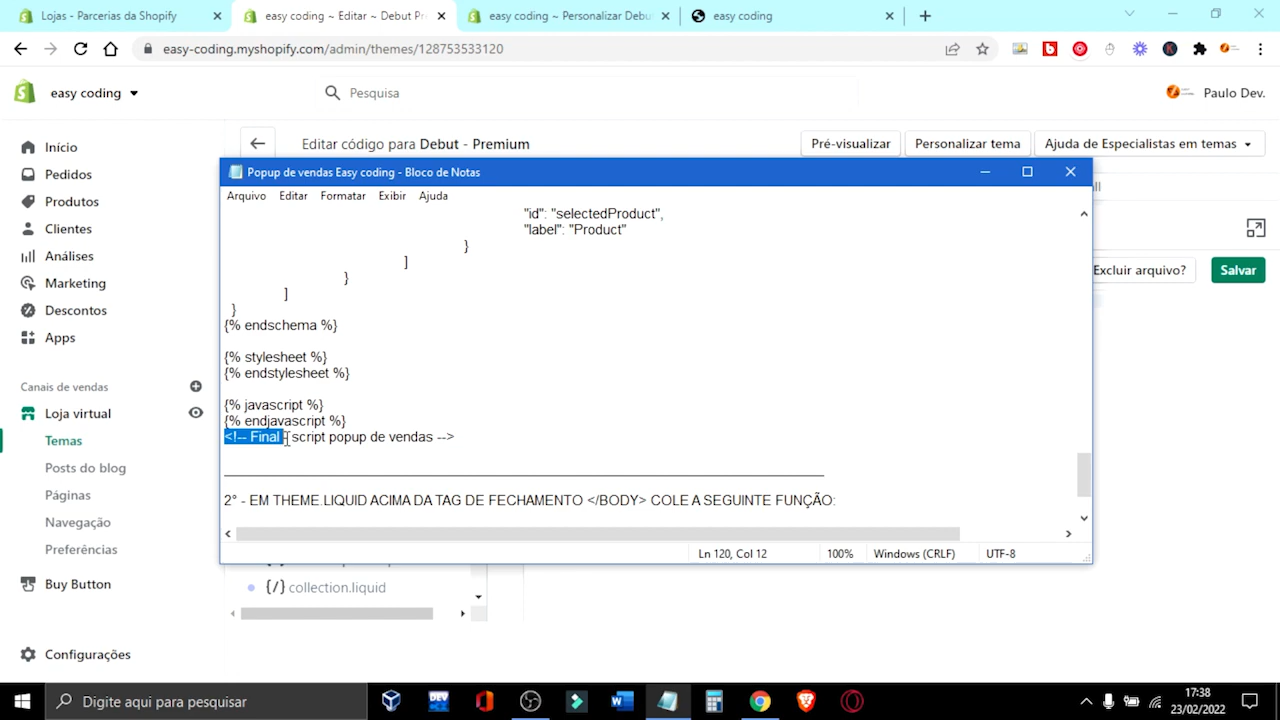 Lojas - Parcerias da Shopify
easy coding ~ Editar ~ Debut Pr
easy coding ~ Personalizar Debu
easy coding
easy-coding.myshopify.com/admin/themes/128753533120
easy coding
Pesquisa
Paulo Dev.
Início
Pedidos
Produtos
Clientes
Análises
Marketing
Descontos
Apps
Canais de vendas
Loja virtual
Temas
Posts do blog
Páginas
Navegação
Preferências
Buy Button
Configurações
Editar código para Debut - Premium
Pré-visualizar
Personalizar tema
Ajuda de Especialistas em temas
Excluir arquivo?
Salvar
Popup de vendas Easy coding - Bloco de Notas
Arquivo Editar Formatar Exibir Ajuda
"id": "selectedProduct",
"label": "Product"
}
]
}
]
}
{% endschema %}
{% stylesheet %}
{% endstylesheet %}
{% javascript %}
{% endjavascript %}
<!-- Final - script popup de vendas -->
2° - EM THEME.LIQUID ACIMA DA TAG DE FECHAMENTO </BODY> COLE A SEGUINTE FUNÇÃO:
Ln 120, Col 12
100%
Windows (CRLF)
UTF-8
{/} collection.liquid
Digite aqui para pesquisar
17:38
23/02/2022